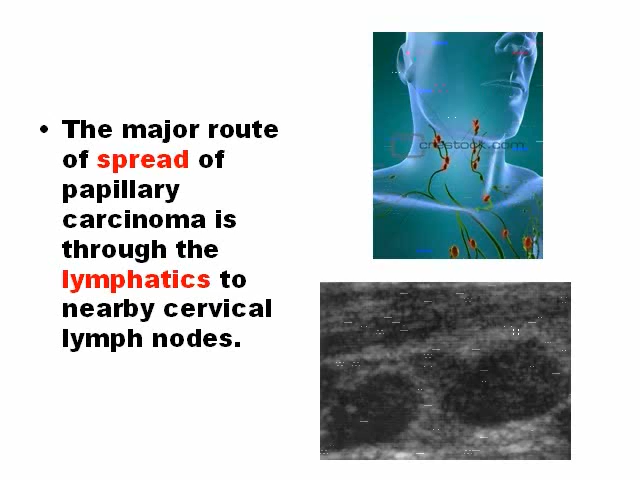 • The major route
of spread of
papillary
carcinoma is
through the
lymphatics to
nearby cervical
lymph nodes.